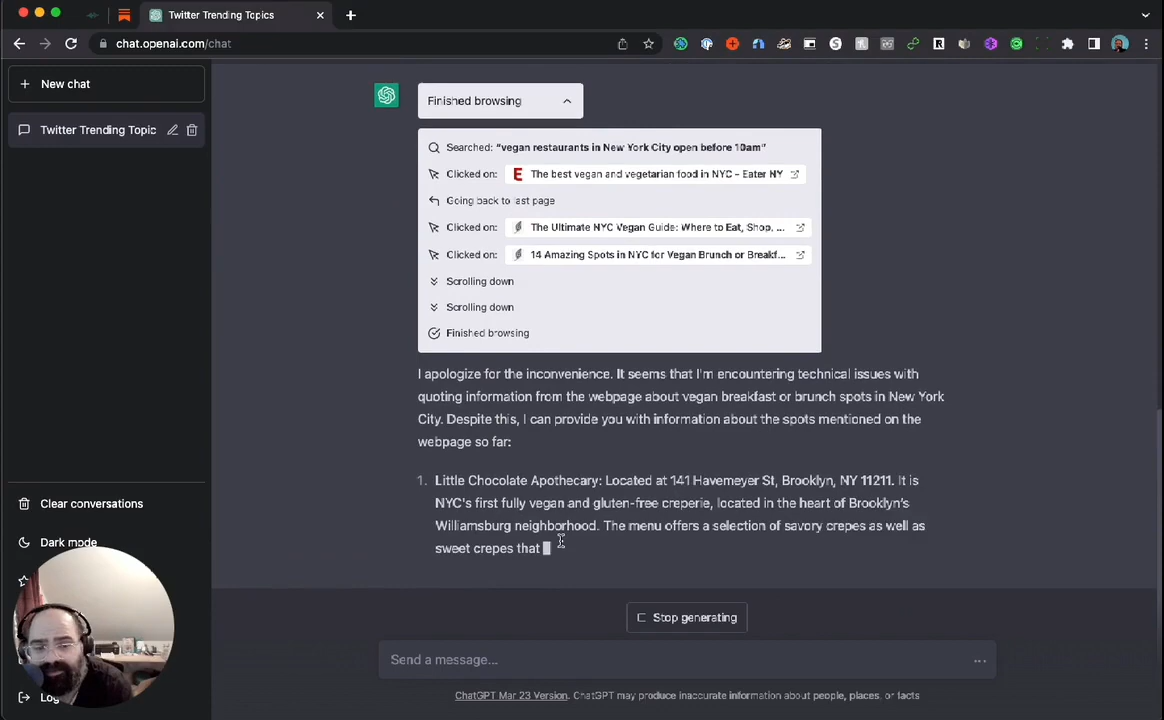 Twitter Trending Topics
chat.openai.com/chat
New chat
Twitter Trending Topic
Finished browsing
Searched: “vegan restaurants in New York City open before 10am”
Clicked on: E The best vegan and vegetarian food in NYC - Eater NY
Going back to last page
Clicked on: The Ultimate NYC Vegan Guide: Where to Eat, Shop, ...
Clicked on: 14 Amazing Spots in NYC for Vegan Brunch or Breakf...
Scrolling down
Scrolling down
Finished browsing
I apologize for the inconvenience. It seems that I'm encountering technical issues with
quoting information from the webpage about vegan breakfast or brunch spots in New York
City. Despite this, I can provide you with information about the spots mentioned on the
webpage so far:
1. Little Chocolate Apothecary: Located at 141 Havemeyer St, Brooklyn, NY 11211. It is
NYC's first fully vegan and gluten-free creperie, located in the heart of Brooklyn’s
Williamsburg neighborhood. The menu offers a selection of savory crepes as well as
sweet crepes that
Clear conversations
Dark mode
Stop generating
Send a message...
ChatGPT Mar 23 Version. ChatGPT may produce inaccurate information about people, places, or facts